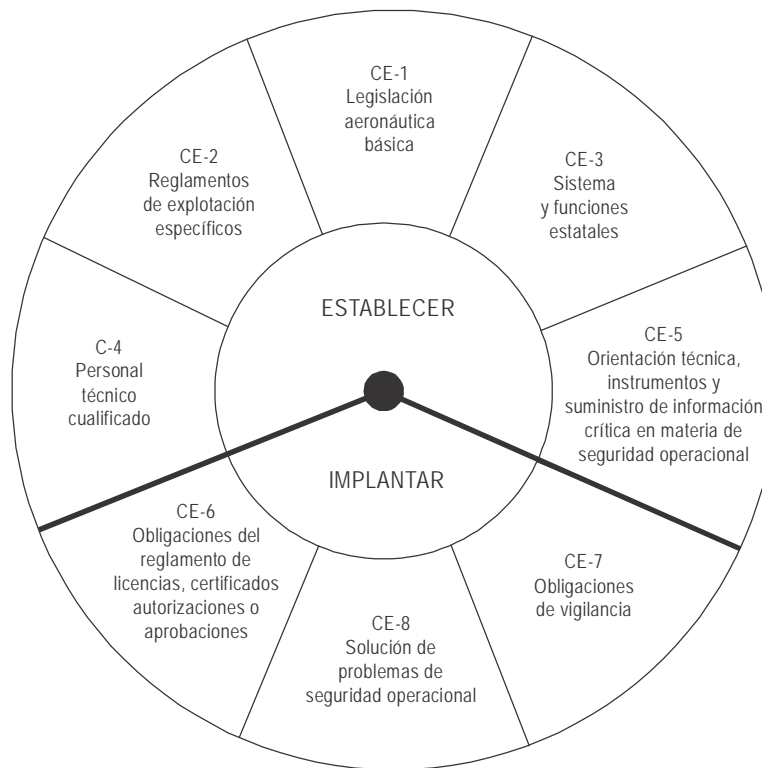 CE-1
Legislación
aeronáutica
básica
CE-2
Reglamentos
de explotación
específicos
CE-3
Sistema
y funciones
estatales
ESTABLECER
C-4
Personal
técnico
cualificado
CE-5
Orientación técnica,
instrumentos y
suministro de información
crítica en materia de
seguridad operacional
IMPLANTAR
CE-6
Obligaciones del
reglamento de
licencias, certificados
autorizaciones o
aprobaciones
CE-7
Obligaciones
de vigilancia
CE-8
Solución de
problemas de
seguridad operacional